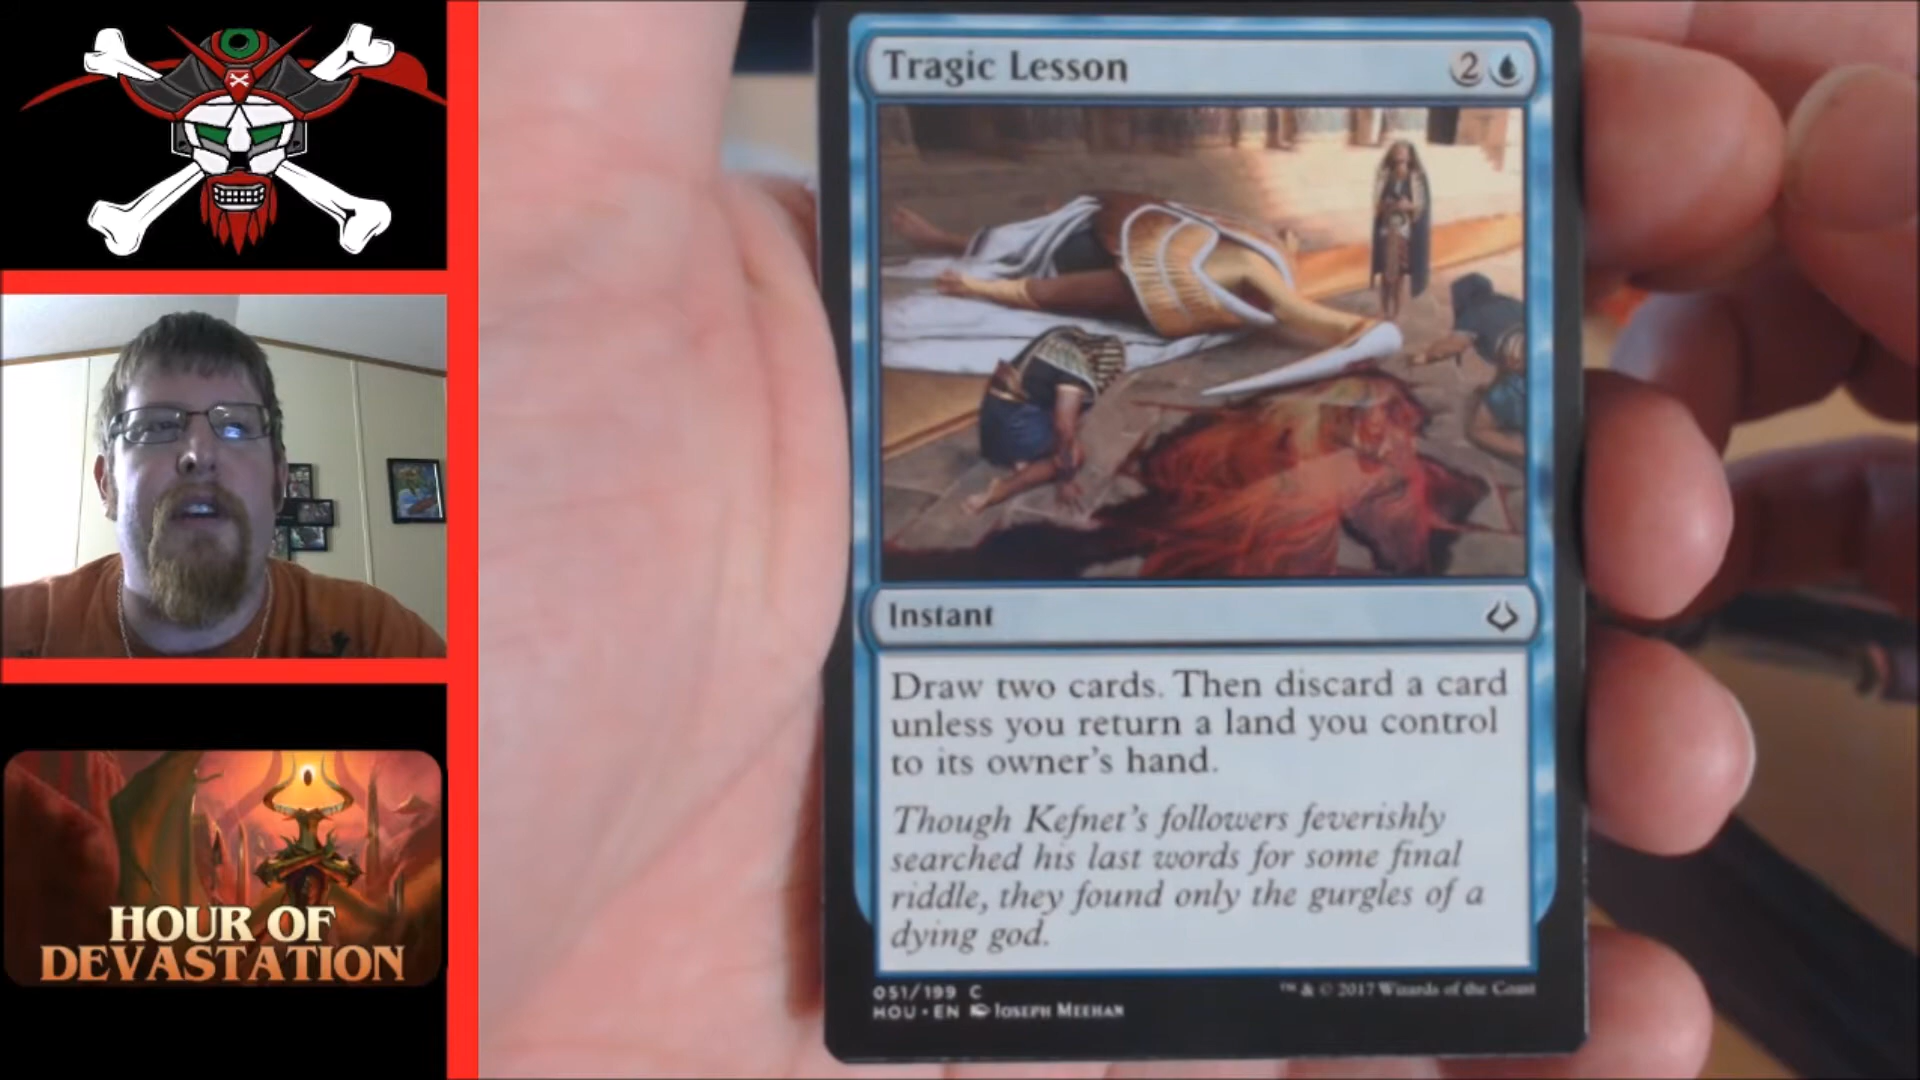 Tragic Lesson 2
Instant
Draw two cards. Then discard a card
unless you return a land you control
to its owner's hand.
Though Kefnet's followers feverishly
searched his last words for some final
riddle, they found only the gurgles of a
dying god.
051/199 C
HOU • EN Joseph Meehan
™ & © 2017 Wizards of the Coast
HOUR OF
DEVASTATION